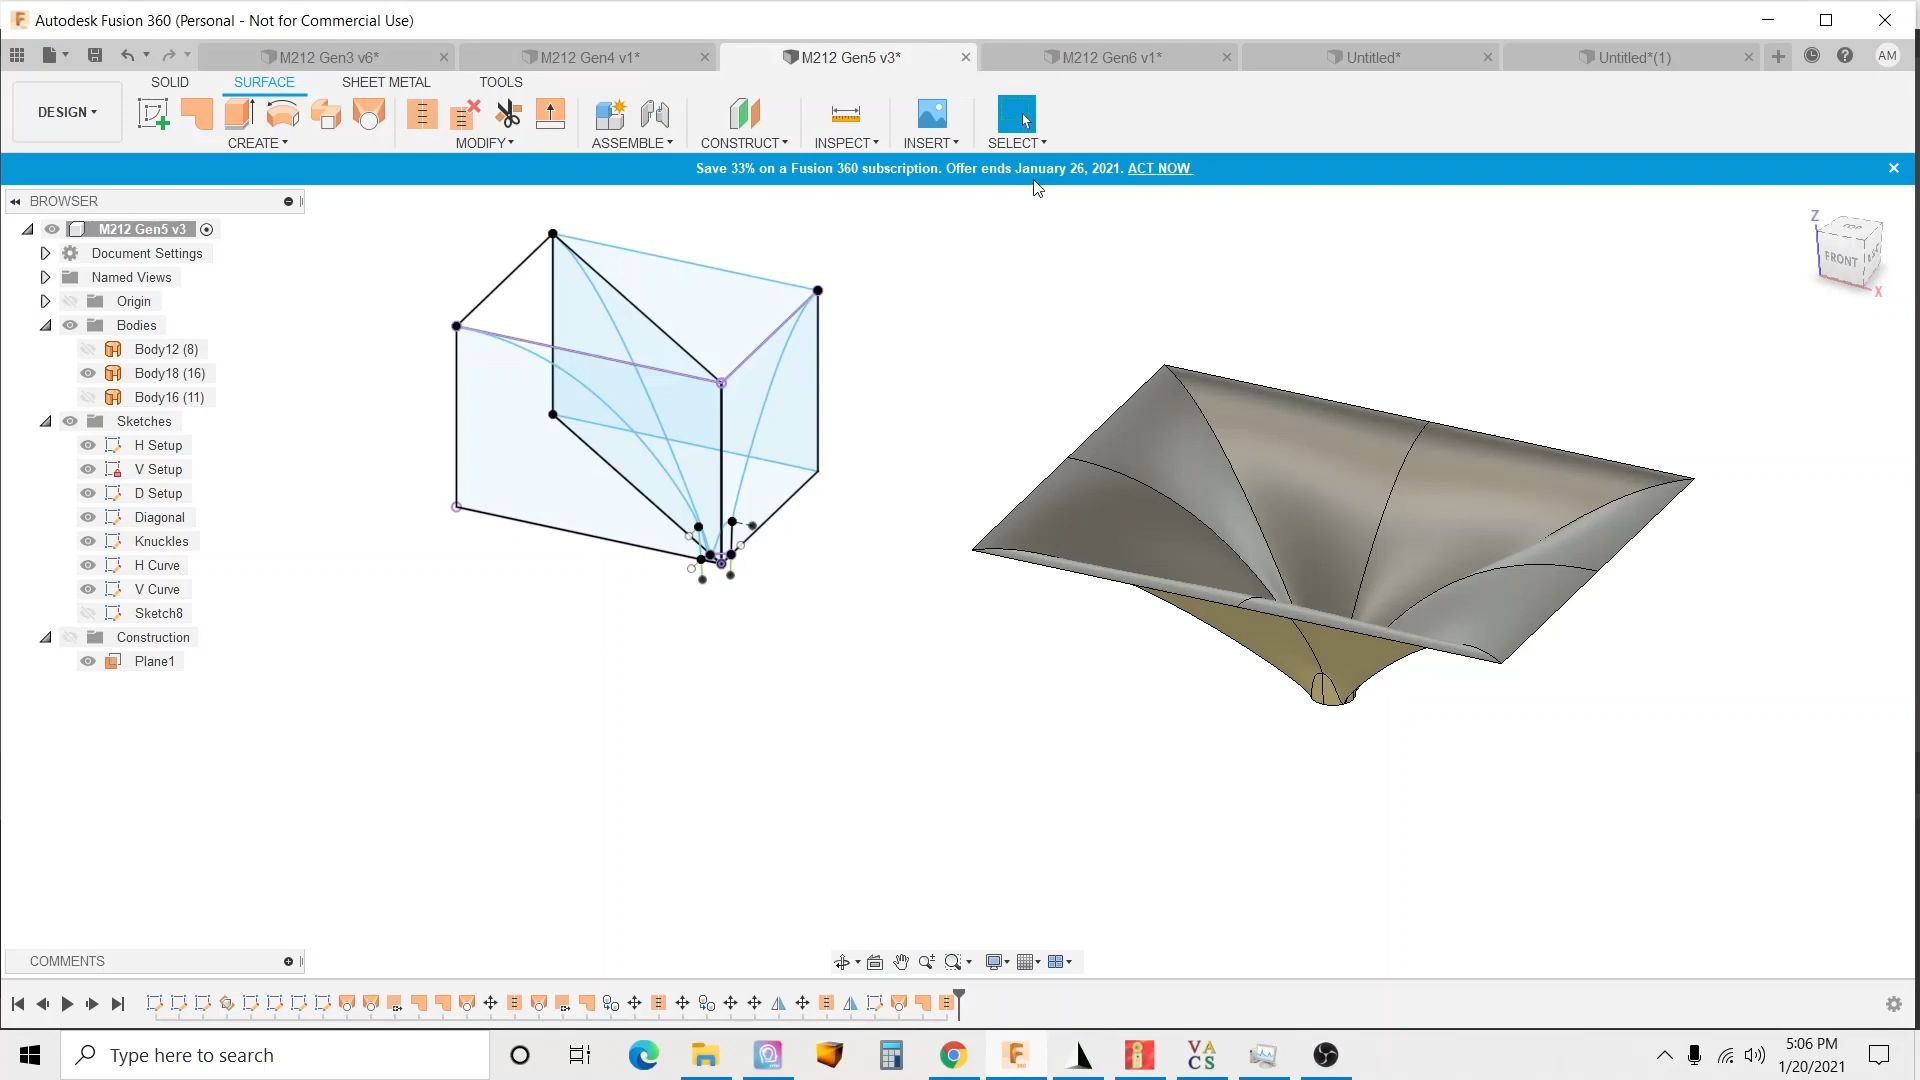 Autodesk Fusion 360 (Personal - Not for Commercial Use)
M212 Gen3 v6*
M212 Gen4 v1*
M212 Gen5 v3*
M212 Gen6 v1*
Untitled*
Untitled*(1)
AM
SOLID
SURFACE
SHEET METAL
TOOLS
DESIGN
CREATE
MODIFY
ASSEMBLE
CONSTRUCT
INSPECT
INSERT
SELECT
Save 33% on a Fusion 360 subscription. Offer ends January 26, 2021. ACT NOW
BROWSER
M212 Gen5 v3
Document Settings
Named Views
Origin
Bodies
Body12 (8)
Body18 (16)
Body16 (11)
Sketches
H Setup
V Setup
D Setup
Diagonal
Knuckles
H Curve
V Curve
Sketch8
Construction
Plane1
Z
TOP
FRONT
X
COMMENTS
Type here to search
VA
CS
5:06 PM
1/20/2021